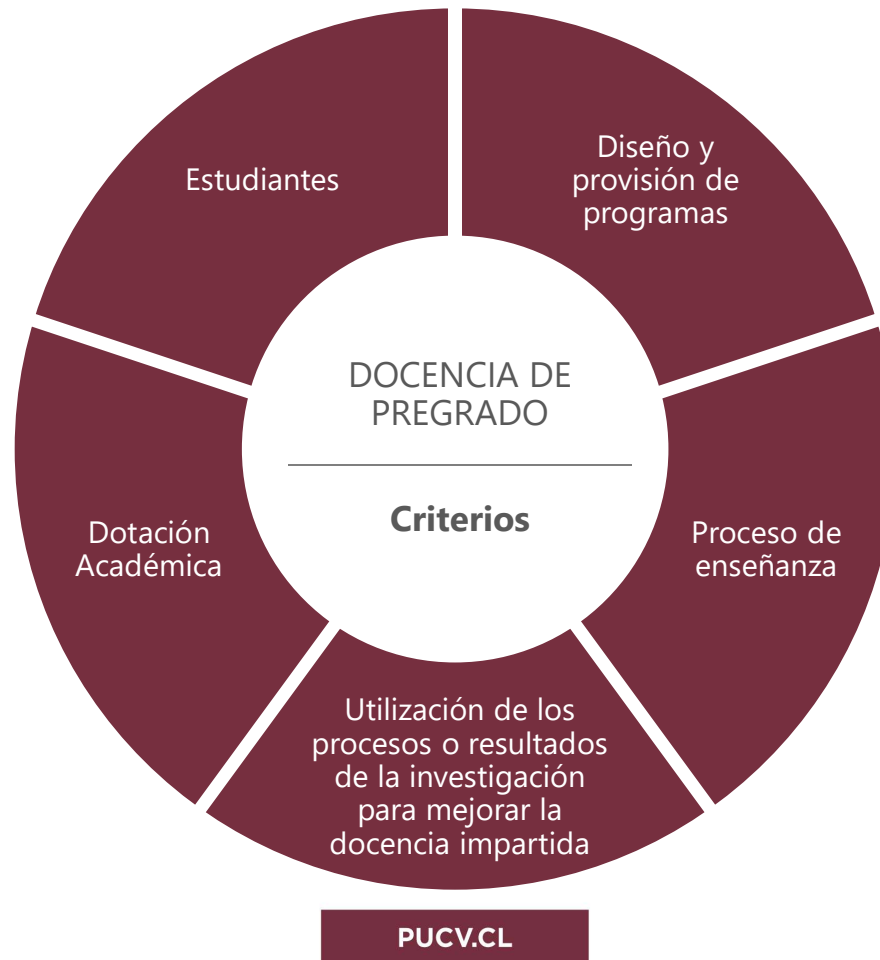 Estudiantes
Diseño y
provisión de
programas
DOCENCIA DE
PREGRADO
Criterios
Dotación
Académica
Proceso de
enseñanza
Utilización de los
procesos o resultados
de la investigación
para mejorar la
docencia impartida
PUCV.CL